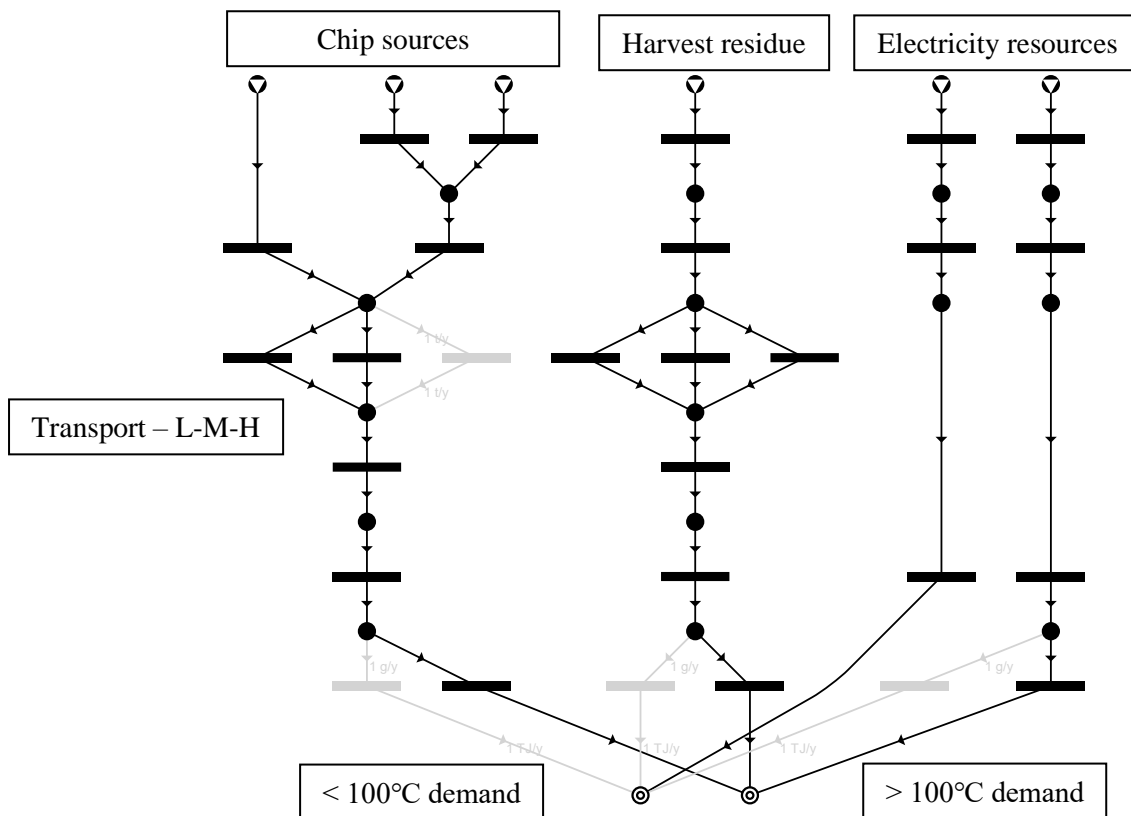 Chip sources
Harvest residue
Electricity resources
1 t/y
1 t/y
Transport – L-M-H
1 g/y
1 g/y
1 g/y
1 TJ/y
1 TJ/y
1 TJ/y
< 100°C demand
> 100°C demand